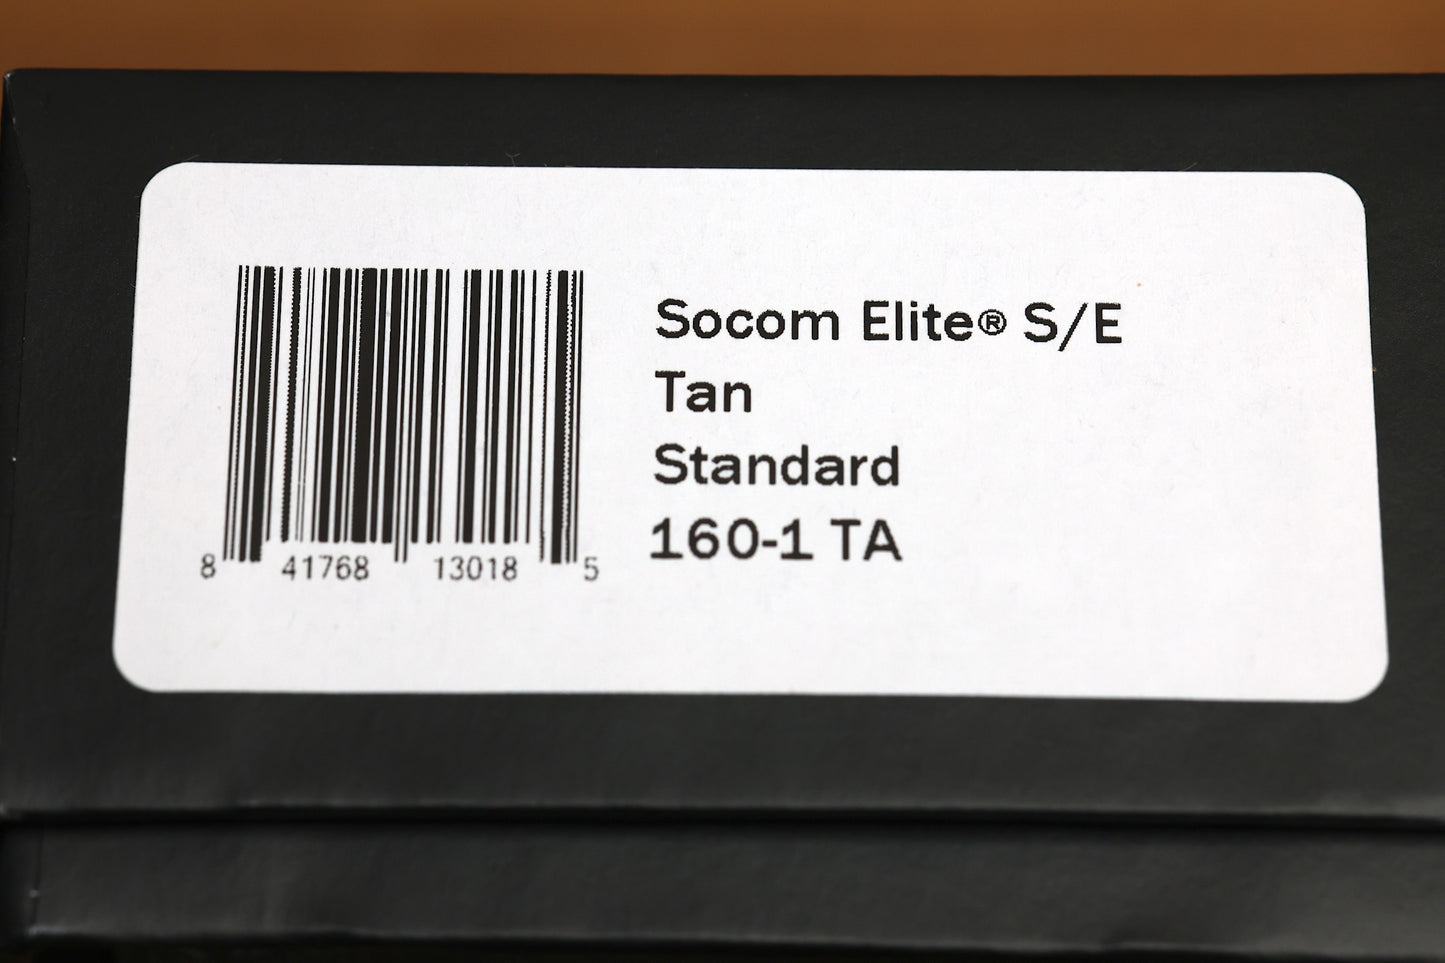 Socom Elite® S/E
Tan
Standard
160-1 TA
8 41768 13018 5